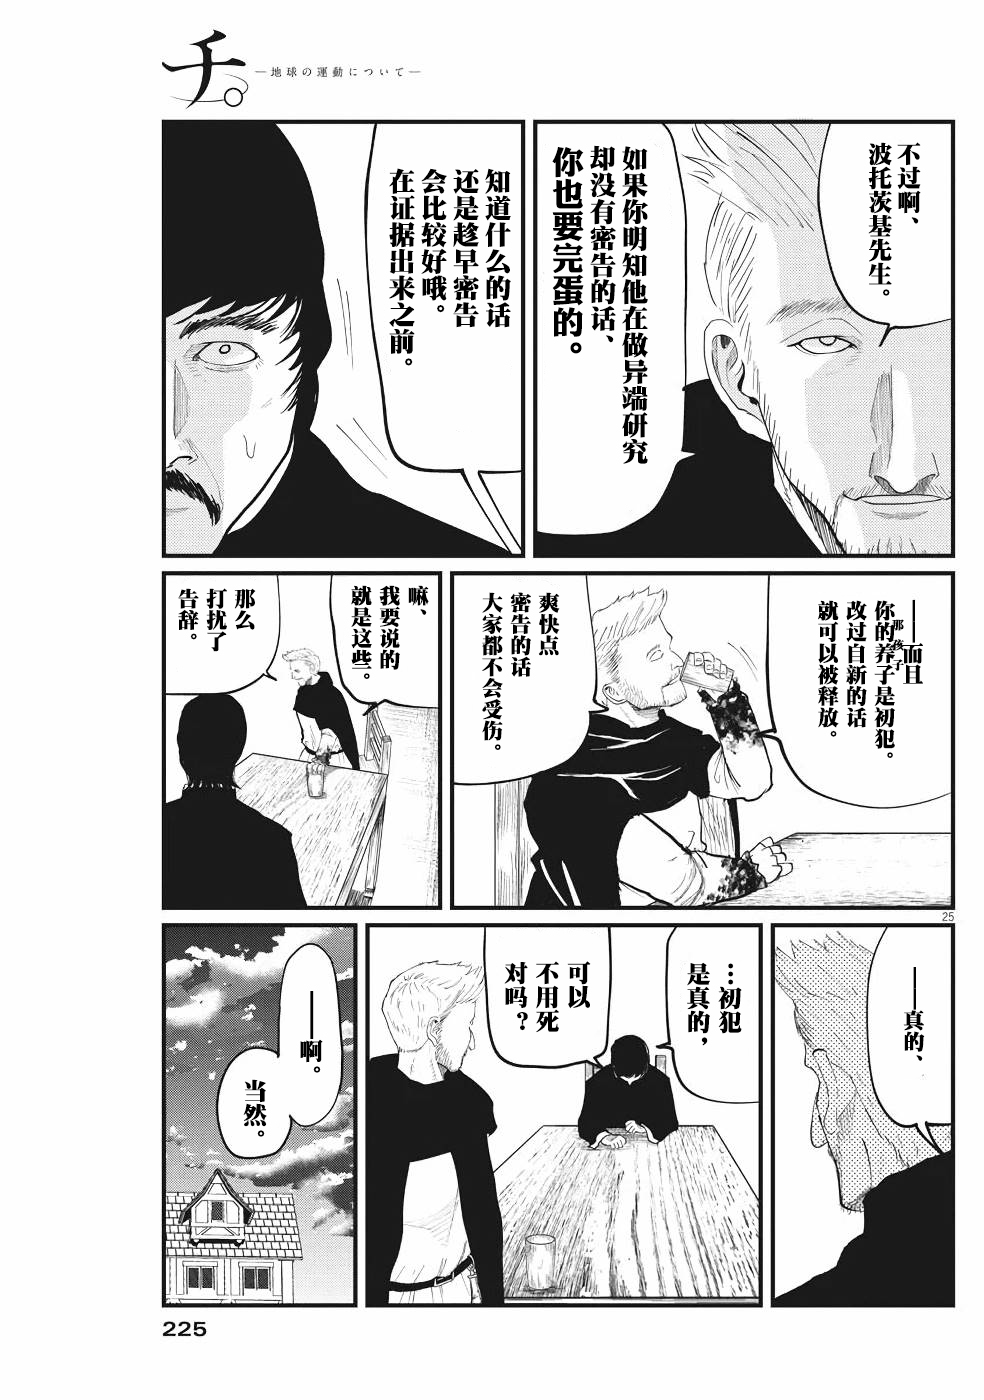 チ。
—地球の運動について—
不过啊、
波托茨基先生。
如果你明知他在做异端研究
却没有密告的话、
你也要完蛋的。
知道什么的话
还是趁早密告
会比较好哦。
在证据出来之前。
——而且
你的养子是初犯。
那孩子
改过自新的话
就可以被释放。
爽快点
密告的话
大家都不会受伤。
嘛、
我要说的
就是这些。
那么
打扰了
告辞。
25
——真的、
…初犯
是真的，
可以
不用死
对吗？
——啊。
当然。
225